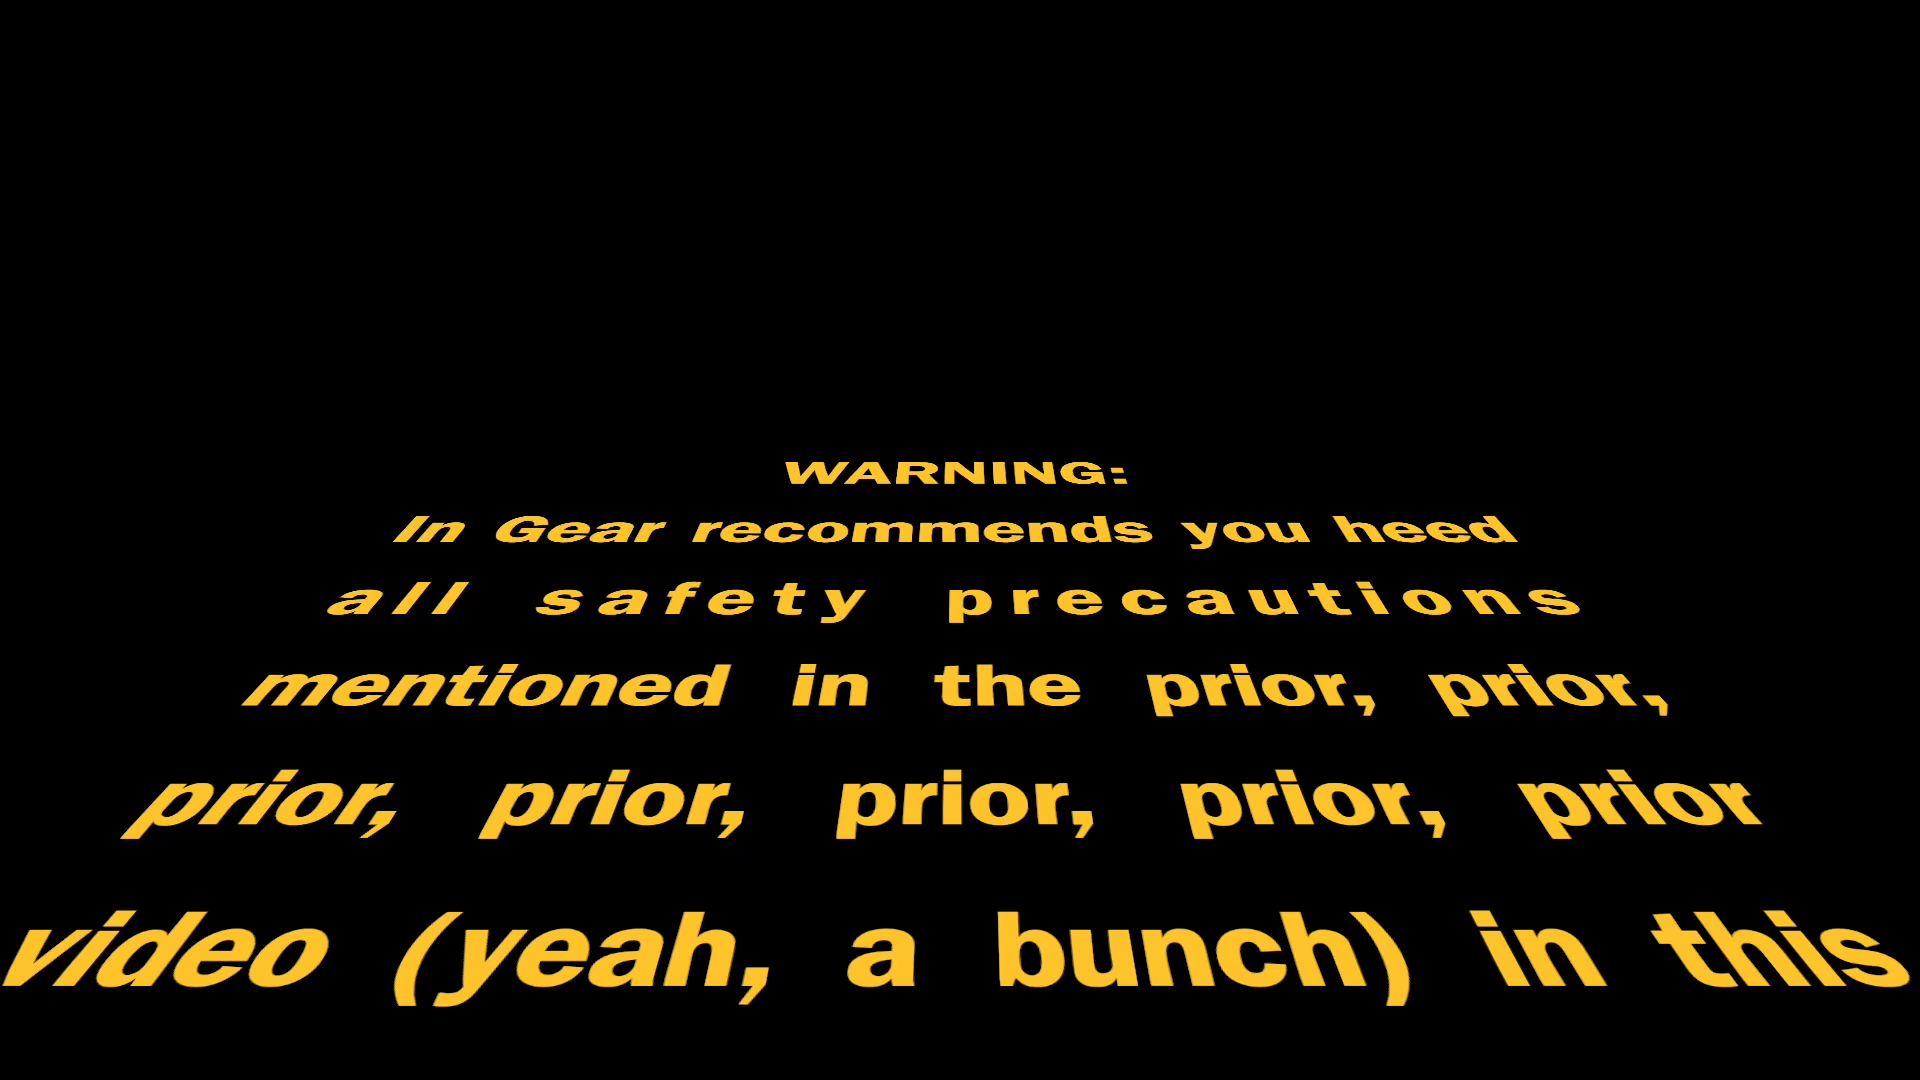 WARNING:
In Gear recommends you heed
all safety precautions
mentioned in the prior, prior,
prior, prior, prior, prior, prior
video (yeah, a bunch) in this